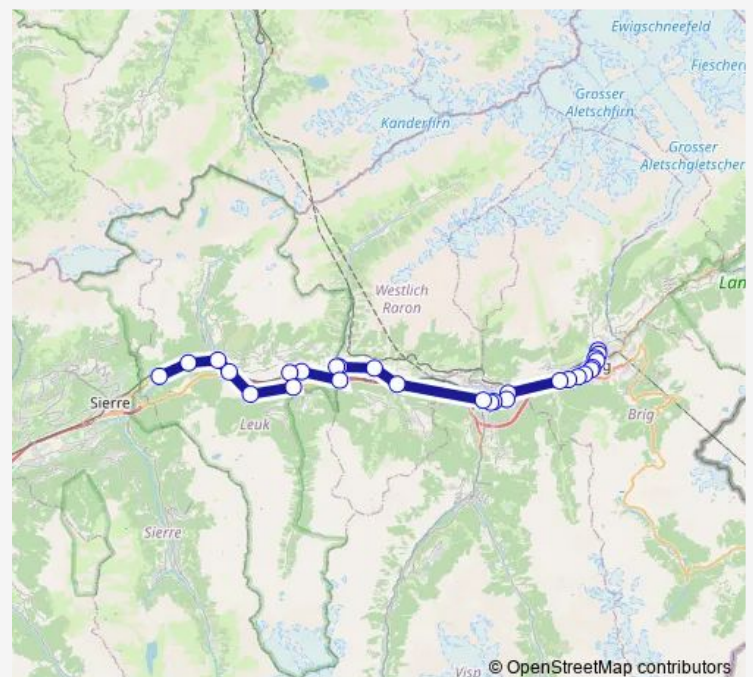 Ewigschneefeld
Fiescher
Grosser
Aletschfirn
Kanderfirn
Grosser
Aletschgletscher
Westlich
Raron
Lan
Sierre
Leuk
Brig
Sierre
Visp
© OpenStreetMap contributors